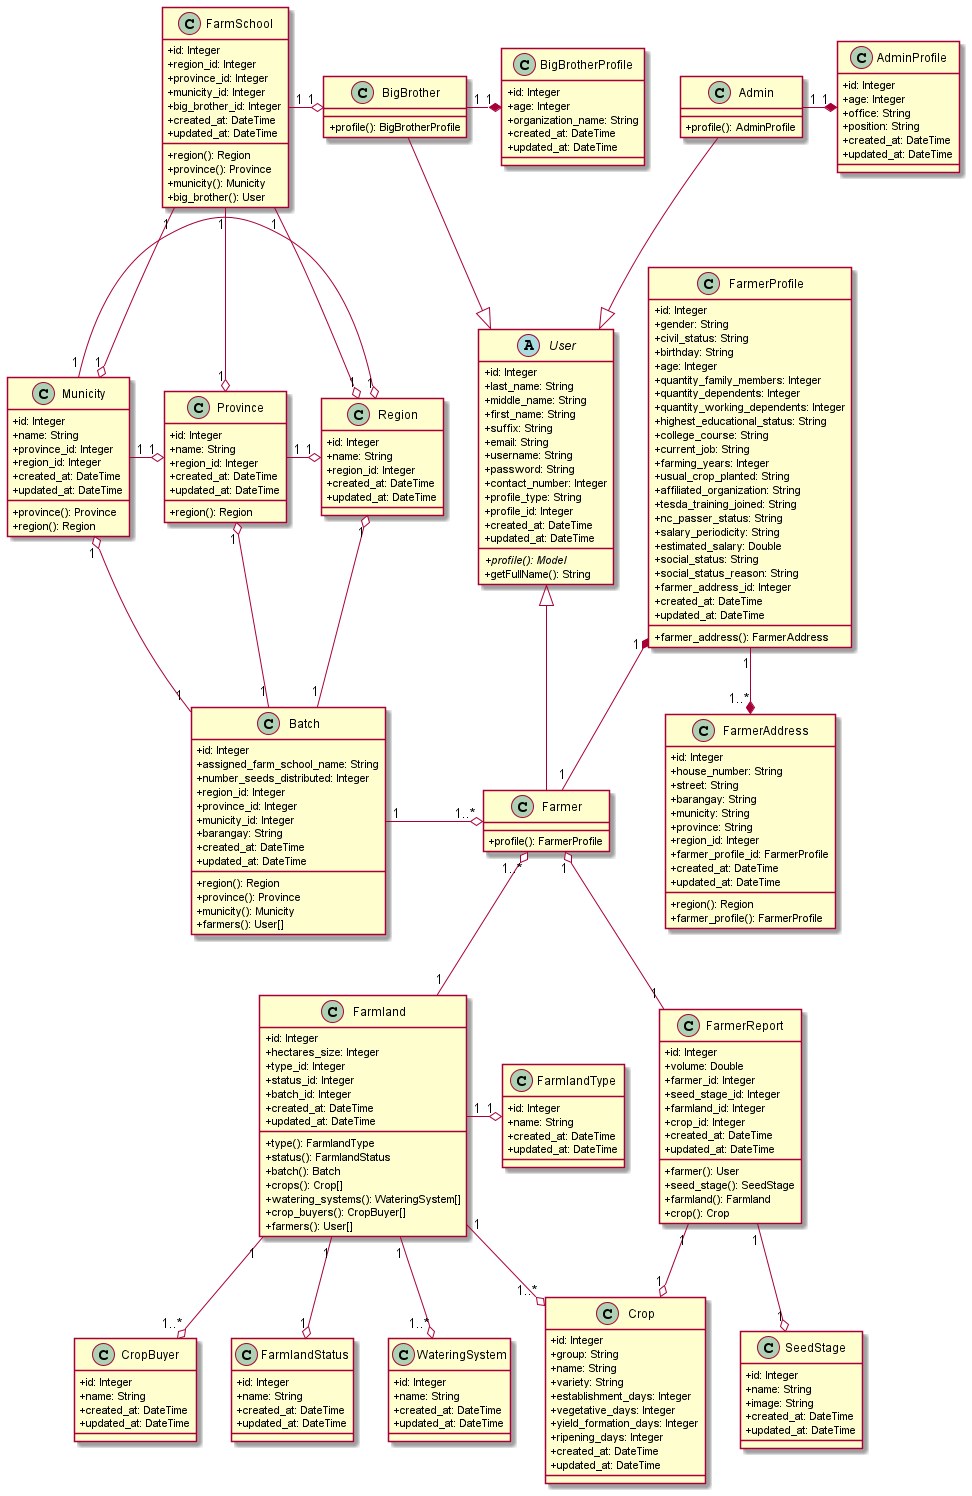 C FarmSchool
+id: Integer
+region_id: Integer
+province_id: Integer
+municity_id: Integer
+big_brother_id: Integer
+created_at: DateTime
+updated_at: DateTime
+region(): Region
+province(): Province
+municity(): Municity
+big_brother(): User
1 1
C BigBrother
+profile(): BigBrotherProfile
1 1
C BigBrotherProfile
+id: Integer
+age: Integer
+organization_name: String
+created_at: DateTime
+updated_at: DateTime
C Admin
+profile(): AdminProfile
1 1
C AdminProfile
+id: Integer
+age: Integer
+office: String
+position: String
+created_at: DateTime
+updated_at: DateTime
1 1 1
1 1 1 1 1
C Municity
+id: Integer
+name: String
+province_id: Integer
+region_id: Integer
+created_at: DateTime
+updated_at: DateTime
+province(): Province
+region(): Region
1 1
C Province
+id: Integer
+name: String
+region_id: Integer
+created_at: DateTime
+updated_at: DateTime
+region(): Region
1 1
C Region
+id: Integer
+name: String
+region_id: Integer
+created_at: DateTime
+updated_at: DateTime
A User
+id: Integer
+last_name: String
+middle_name: String
+first_name: String
+suffix: String
+email: String
+username: String
+password: String
+contact_number: Integer
+profile_type: String
+profile_id: Integer
+created_at: DateTime
+updated_at: DateTime
+profile(): Model
+getFullName(): String
C FarmerProfile
+id: Integer
+gender: String
+civil_status: String
+birthday: String
+age: Integer
+quantity_family_members: Integer
+quantity_dependents: Integer
+quantity_working_dependents: Integer
+highest_educational_status: String
+college_course: String
+current_job: String
+farming_years: Integer
+usual_crop_planted: String
+affiliated_organization: String
+tesda_training_joined: String
+nc_passer_status: String
+salary_periodicity: String
+estimated_salary: Double
+social_status: String
+social_status_reason: String
+farmer_address_id: Integer
+created_at: DateTime
+updated_at: DateTime
+farmer_address(): FarmerAddress
1 1 1
1 1
1 1 1
1..*
1
C Batch
+id: Integer
+assigned_farm_school_name: String
+number_seeds_distributed: Integer
+region_id: Integer
+province_id: Integer
+municity_id: Integer
+barangay: String
+created_at: DateTime
+updated_at: DateTime
+region(): Region
+province(): Province
+municity(): Municity
+farmers(): User[]
1 1..*
C Farmer
+profile(): FarmerProfile
C FarmerAddress
+id: Integer
+house_number: String
+street: String
+barangay: String
+municity: String
+province: String
+region_id: Integer
+farmer_profile_id: FarmerProfile
+created_at: DateTime
+updated_at: DateTime
+region(): Region
+farmer_profile(): FarmerProfile
1..* 1
1 1
C Farmland
+id: Integer
+hectares_size: Integer
+type_id: Integer
+status_id: Integer
+batch_id: Integer
+created_at: DateTime
+updated_at: DateTime
+type(): FarmlandType
+status(): FarmlandStatus
+batch(): Batch
+crops(): Crop[]
+watering_systems(): WateringSystem[]
+crop_buyers(): CropBuyer[]
+farmers(): User[]
1 1
C FarmlandType
+id: Integer
+name: String
+created_at: DateTime
+updated_at: DateTime
C FarmerReport
+id: Integer
+volume: Double
+farmer_id: Integer
+seed_stage_id: Integer
+farmland_id: Integer
+crop_id: Integer
+created_at: DateTime
+updated_at: DateTime
+farmer(): User
+seed_stage(): SeedStage
+farmland(): Farmland
+crop(): Crop
1 1 1 1 1 1
1..* 1 1..* 1..* 1 1
C CropBuyer
+id: Integer
+name: String
+created_at: DateTime
+updated_at: DateTime
C FarmlandStatus
+id: Integer
+name: String
+created_at: DateTime
+updated_at: DateTime
C WateringSystem
+id: Integer
+name: String
+created_at: DateTime
+updated_at: DateTime
C Crop
+id: Integer
+group: String
+name: String
+variety: String
+establishment_days: Integer
+vegetative_days: Integer
+yield_formation_days: Integer
+ripening_days: Integer
+created_at: DateTime
+updated_at: DateTime
C SeedStage
+id: Integer
+name: String
+image: String
+created_at: DateTime
+updated_at: DateTime